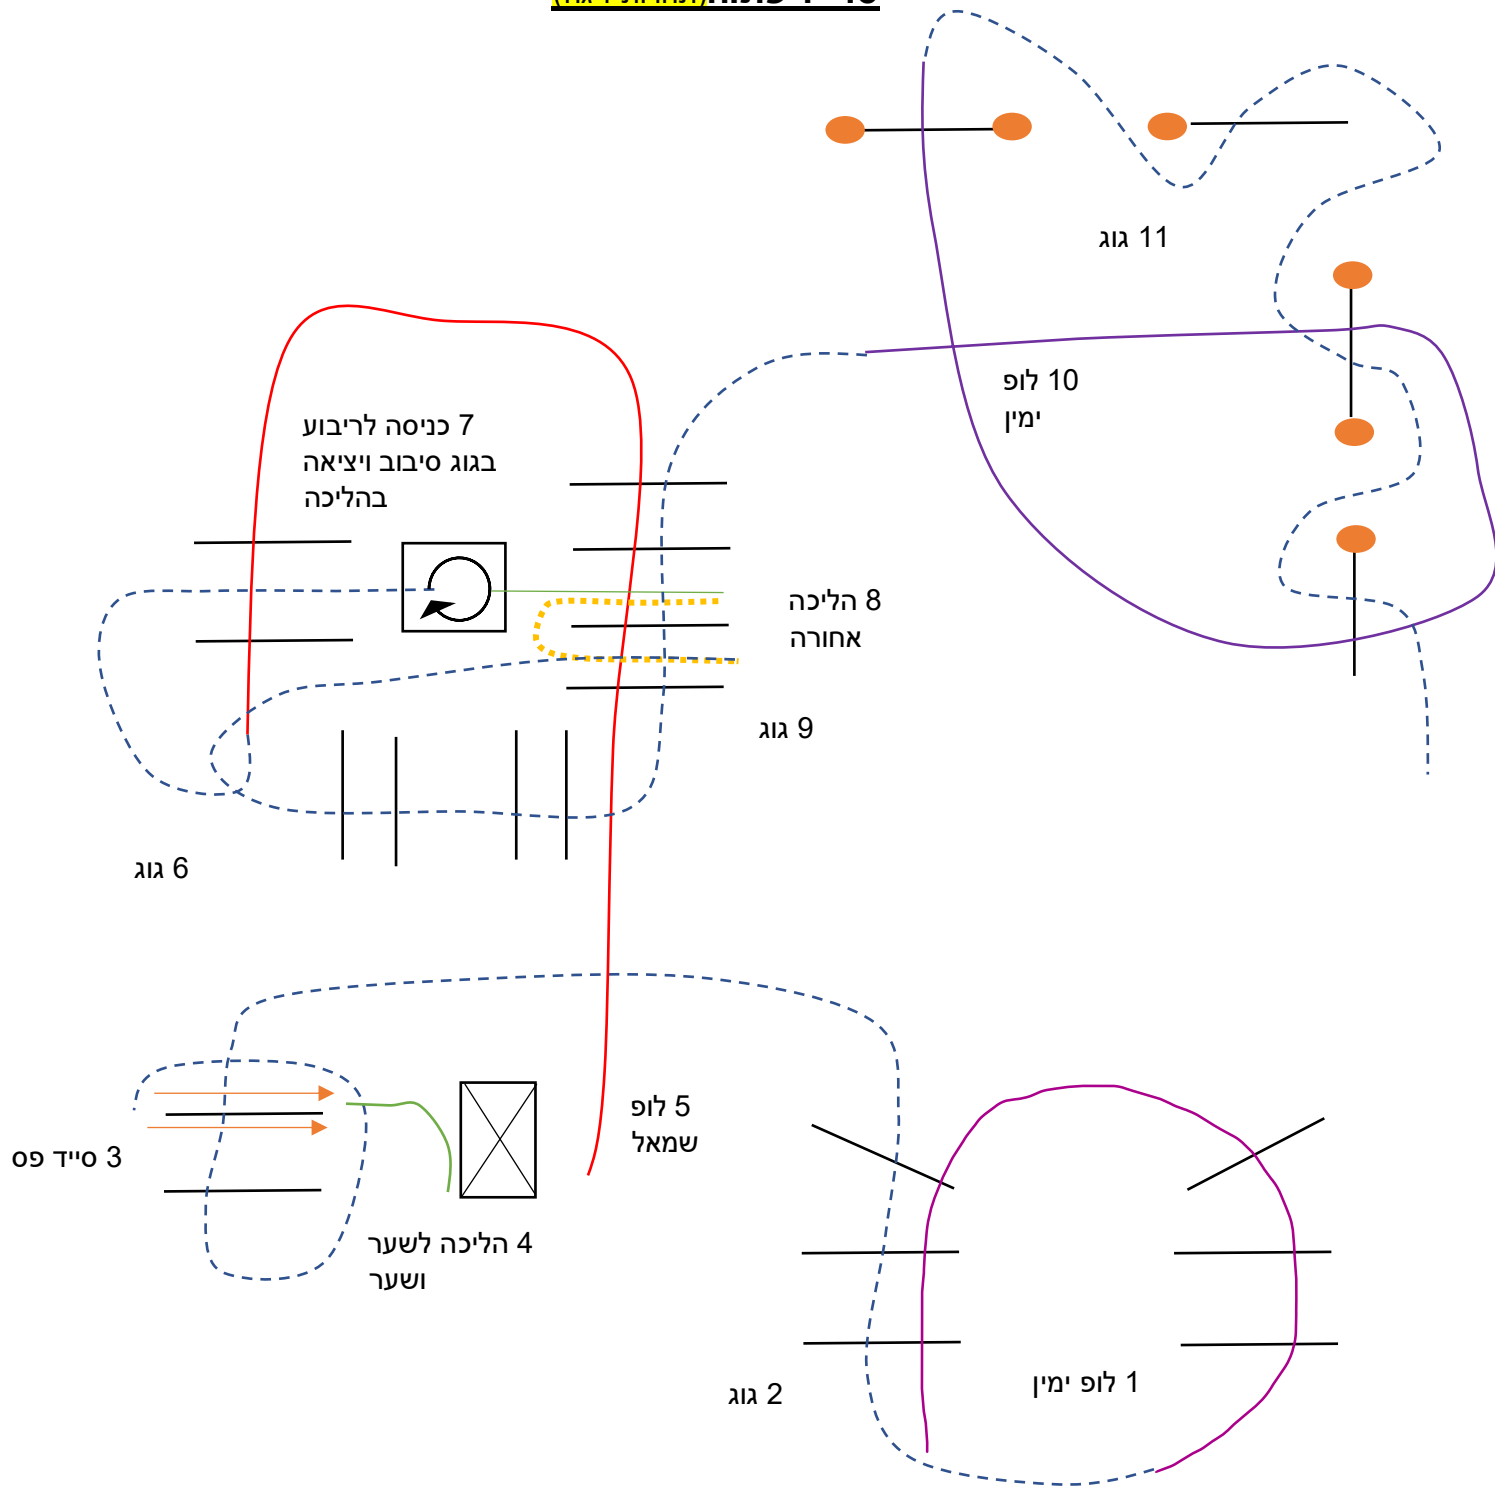 11 גוג
10 לופ
ימין
7 כניסה לריבוע
בגוג סיבוב ויציאה
בהליכה
8 הליכה
אחורה
9 גוג
6 גוג
5 לופ
שמאל
3 סייד פס
4 הליכה לשער
ושער
1 לופ ימין
2 גוג